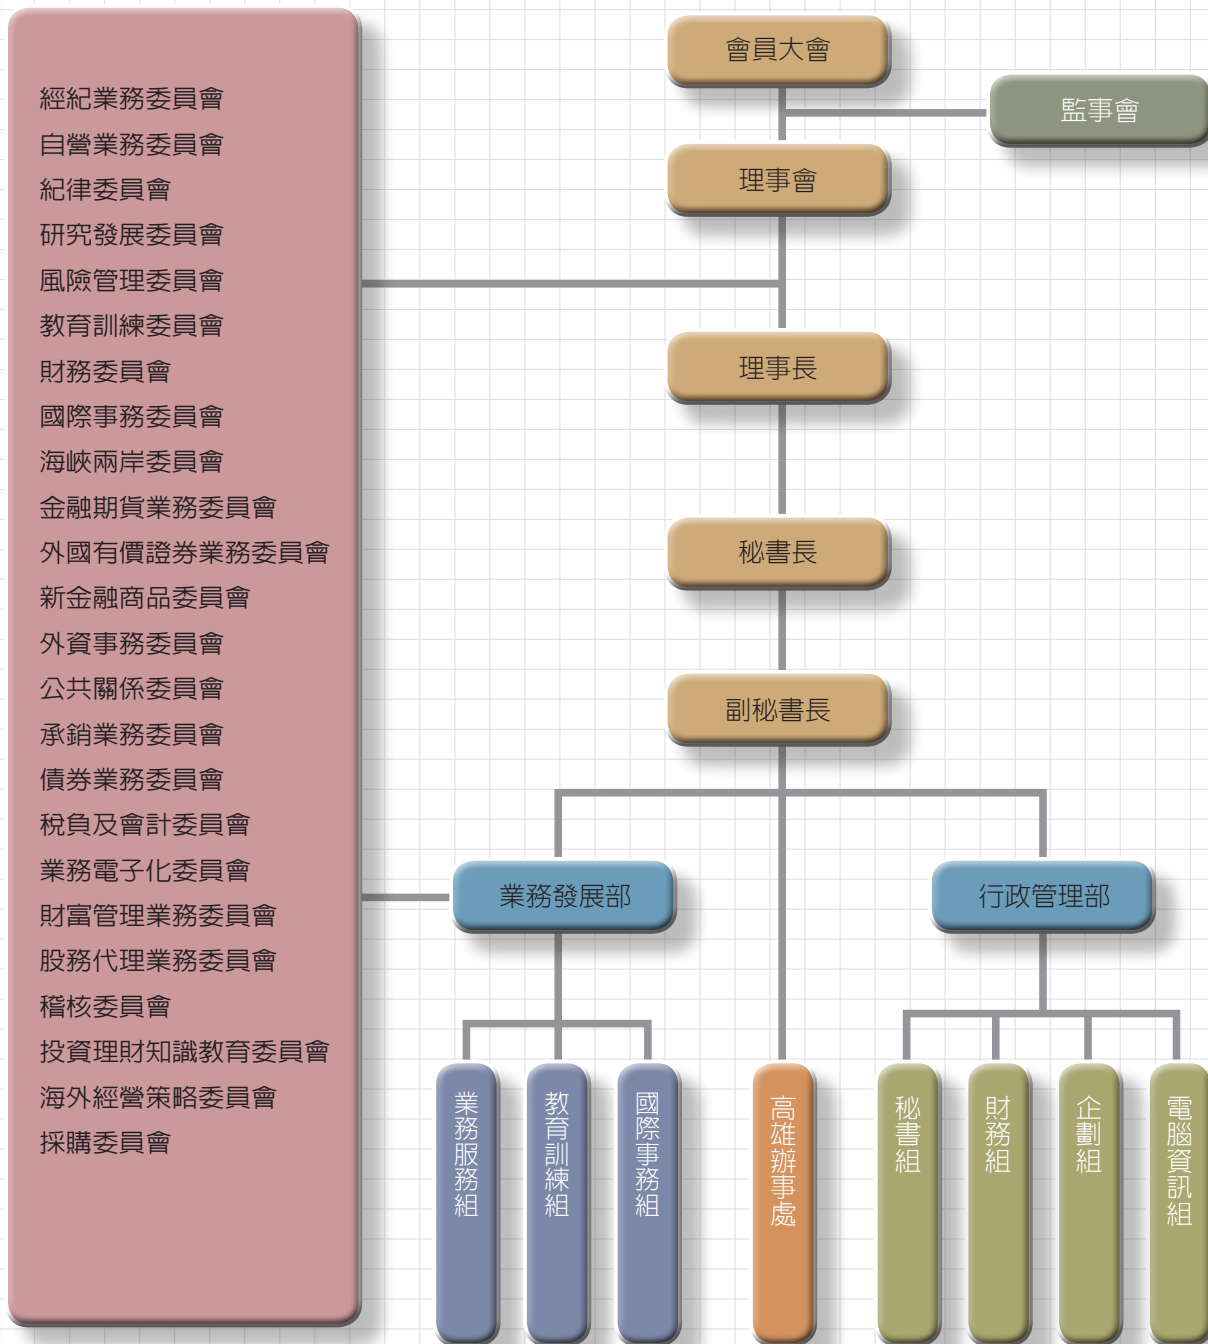 經紀業務委員會
自營業務委員會
紀律委員會
研究發展委員會
風險管理委員會
教育訓練委員會
財務委員會
國際事務委員會
海峽兩岸委員會
金融期貨業務委員會
外國有價證券業務委員會
新金融商品委員會
外資事務委員會
公共關係委員會
承銷業務委員會
債券業務委員會
稅負及會計委員會
業務電子化委員會
財富管理業務委員會
股務代理業務委員會
稽核委員會
投資理財知識教育委員會
海外經營策略委員會
採購委員會
會員大會
監事會
理事會
理事長
秘書長
副秘書長
業務發展部
行政管理部
業務服務組
教育訓練組
國際事務組
高雄辦事處
秘書組
財務組
企劃組
電腦資訊組